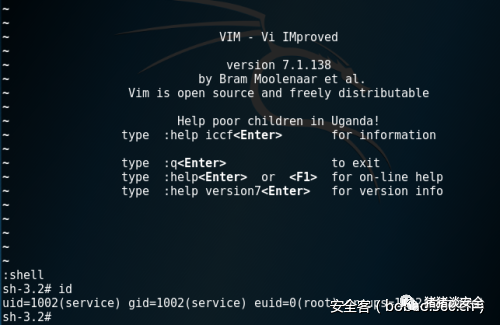 ~
~
VIM - Vi IMproved
~
~
version 7.1.138
~
by Bram Moolenaar et al.
~
Vim is open source and freely distributable
~
~
Help poor children in Uganda!
~
type :help iccf<Enter> for information
~
~
type :q<Enter> to exit
~
type :help<Enter> or <F1> for on-line help
~
type :help version7<Enter> for version info
~
~
~
~
~
:shell
sh-3.2# id
uid=1002(service) gid=1002(service) euid=0(root)
sh-3.2#
安全客
猪猪谈安全